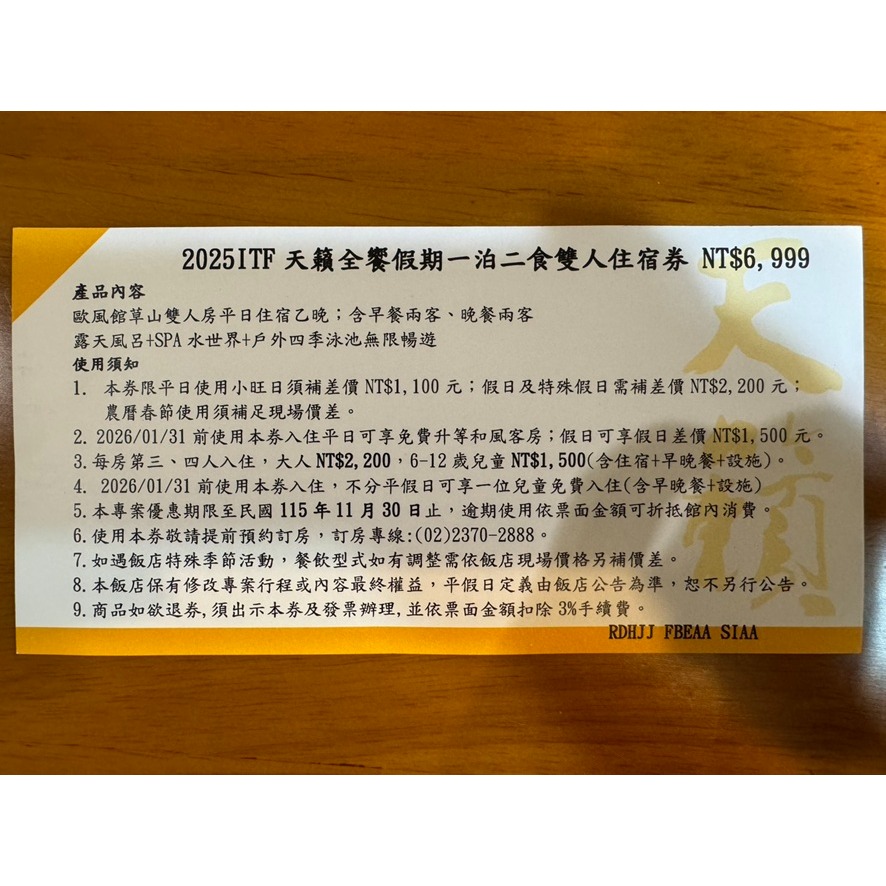 2025ITF 天籟全饗假期一泊二食雙人住宿券 NT$6,999
產品內容
歐風館草山雙人房平日住宿乙晚；含早餐兩客、晚餐兩客
露天風呂+SPA 水世界+戶外四季泳池無限暢遊
使用須知
1. 本券限平日使用小旺日須補差價 NT$1,100 元；假日及特殊假日需補差價 NT$2,200 元；
農曆春節使用須補足現場價差。
2. 2026/01/31 前使用本券入住平日可享免費升等和風客房；假日可享假日差價 NT$1,500 元。
3. 每房第三、四人入住，大人 NT$2,200，6-12 歲兒童 NT$1,500(含住宿+早晚餐+設施)。
4. 2026/01/31 前使用本券入住，不分平假日可享一位兒童免費入住(含早晚餐+設施)
5. 本專案優惠期限至民國 115 年 11 月 30 日止，逾期使用依票面金額可折抵館內消費。
6. 使用本券敬請提前預約訂房，訂房專線:(02)2370-2888。
7. 如遇飯店特殊季節活動，餐飲型式如有調整需依飯店現場價格另補價差。
8. 本飯店保有修改專案行程或內容最終權益，平假日定義由飯店公告為準，恕不另行公告。
9. 商品如欲退券,須出示本券及發票辦理,並依票面金額扣除 3%手續費。
RDHJJ FBEAA SIAA
天籟